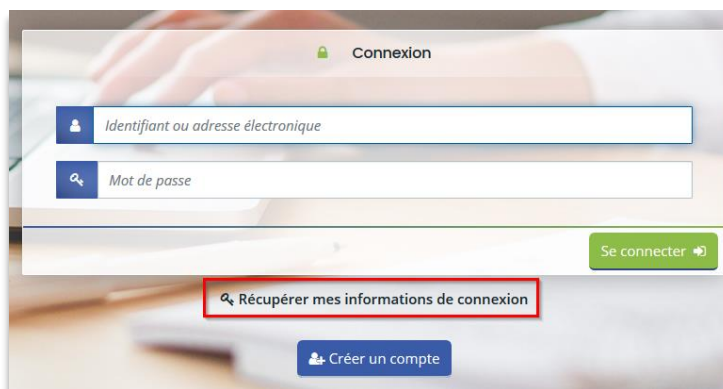 Connexion
Identifiant ou adresse électronique
Mot de passe
Se connecter
Récupérer mes informations de connexion
Créer un compte